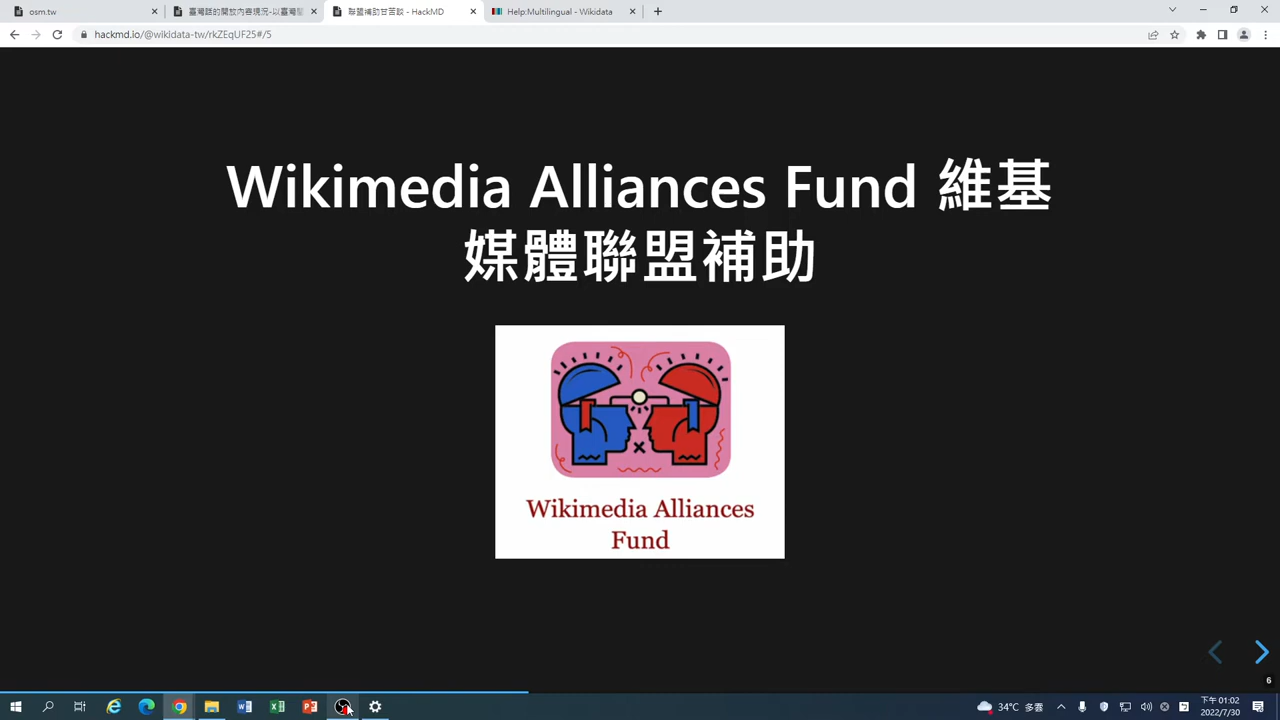 osm.tw
臺灣話的開放內容現況-以臺灣閩
聯盟補助甘苦談 - HackMD
Help:Multilingual - Wikidata
hackmd.io/@wikidata-tw/rkZEqUF25#/5
Wikimedia Alliances Fund 維基
媒體聯盟補助
Wikimedia Alliances
Fund
6
34°C 多雲
下午 01:02
2022/7/30